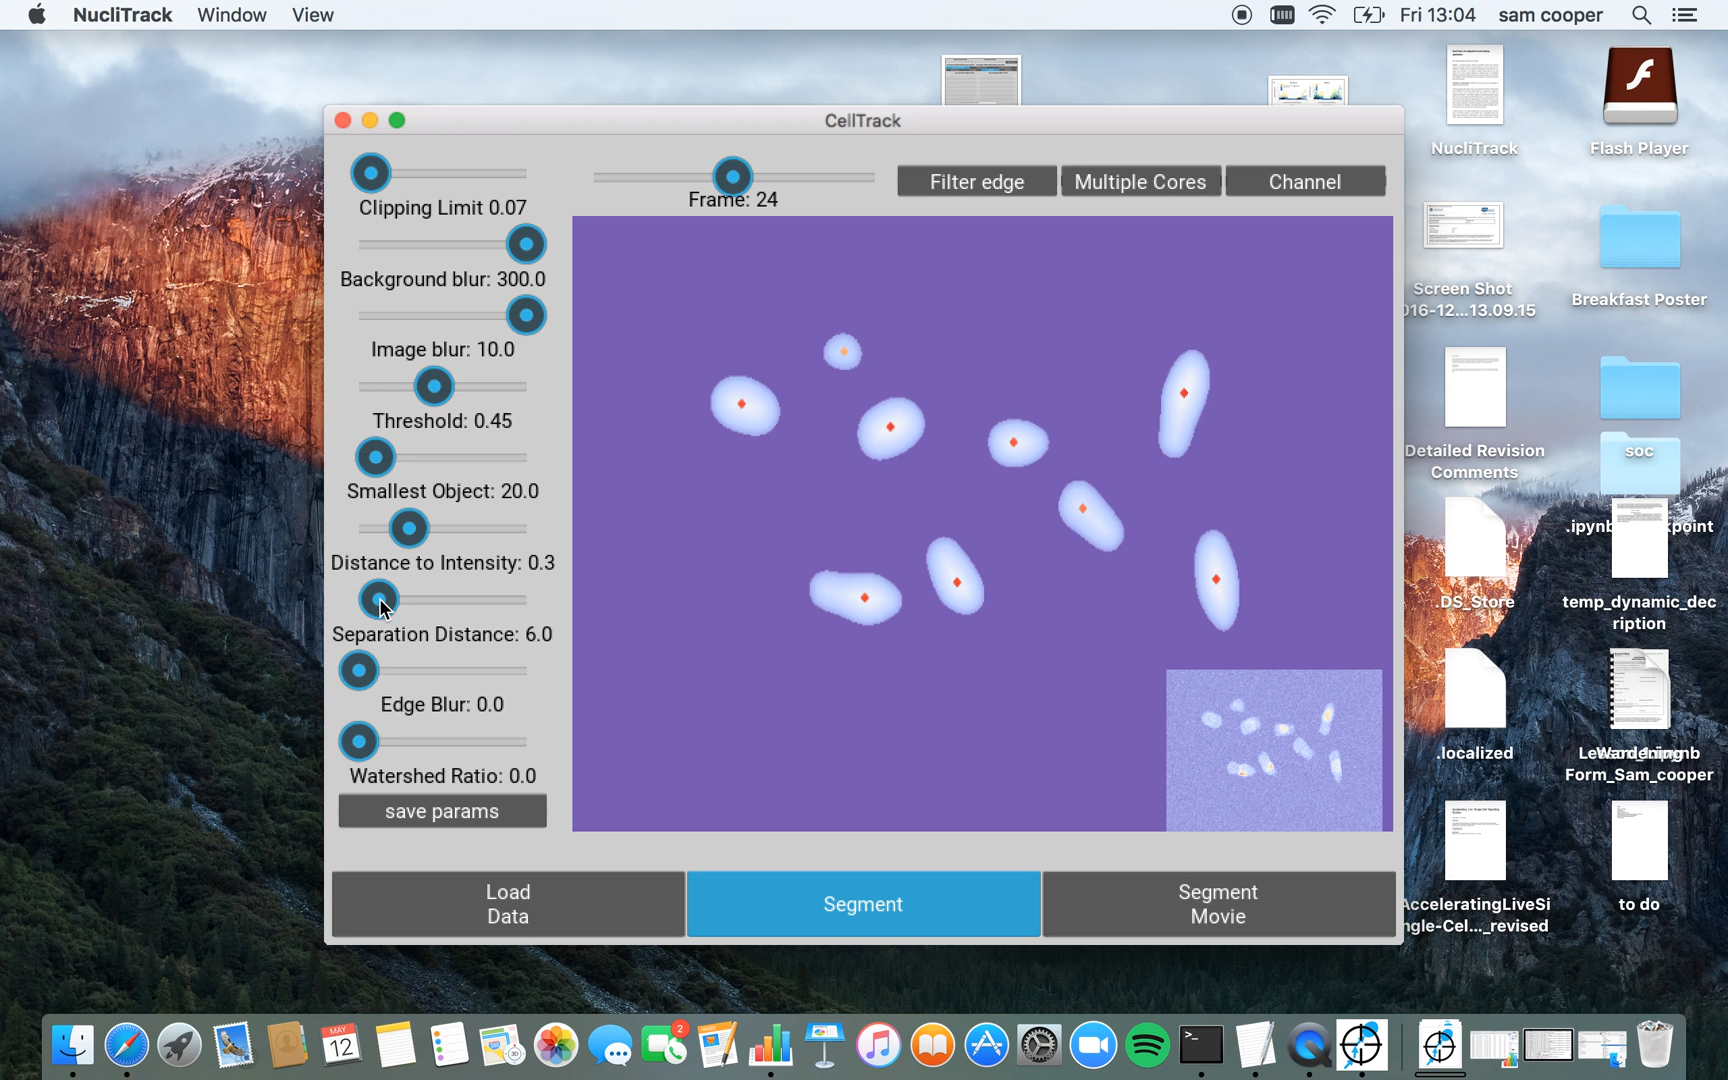 NucliTrack Window View
Fri 13:04 sam cooper
CellTrack
Clipping Limit 0.07
Background blur: 300.0
Image blur: 10.0
Threshold: 0.45
Smallest Object: 20.0
Distance to Intensity: 0.3
Separation Distance: 6.0
Edge Blur: 0.0
Watershed Ratio: 0.0
save params
Frame: 24
Filter edge
Multiple Cores
Channel
Load
Data
Segment
Segment
Movie
NucliTrack
Flash Player
Screen Shot
016-12...13.09.15
Breakfast Poster
Detailed Revision
Comments
soc
.DS_Store
temp_dynamic_dec
ription
.localized
Form_Sam_cooper
AcceleratingLiveSi
ngle-Cel..._revised
to do
MAY
12
2